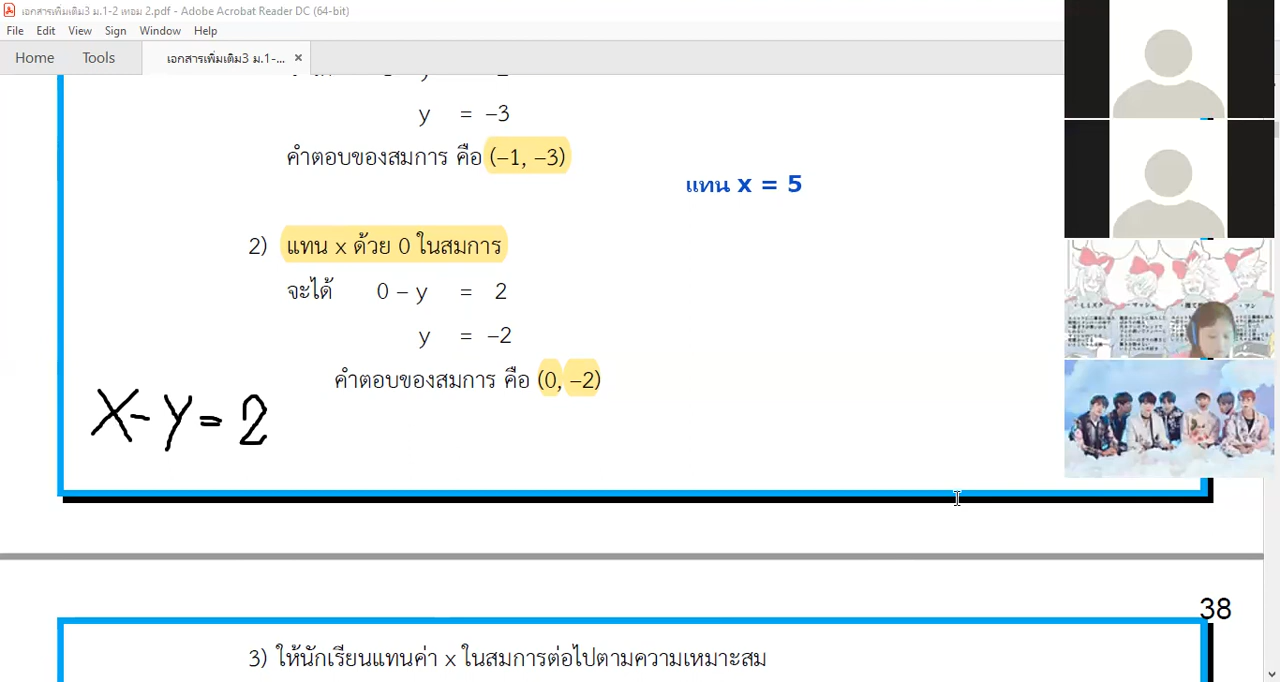 เอกสารเพิ่มเติม3 ม.1-2 เทอม 2.pdf - Adobe Acrobat Reader DC (64-bit)
File Edit View Sign Window Help
Home Tools เอกสารเพิ่มเติม3 ม.1-... ×
y = –3
คำตอบของสมการ คือ (–1, –3)
แทน x = 5
2) แทน x ด้วย 0 ในสมการ
จะได้ 0 – y = 2
y = –2
คำตอบของสมการ คือ (0, –2)
X-Y=2
38
3) ให้นักเรียนแทนค่า x ในสมการต่อไปตามความเหมาะสม